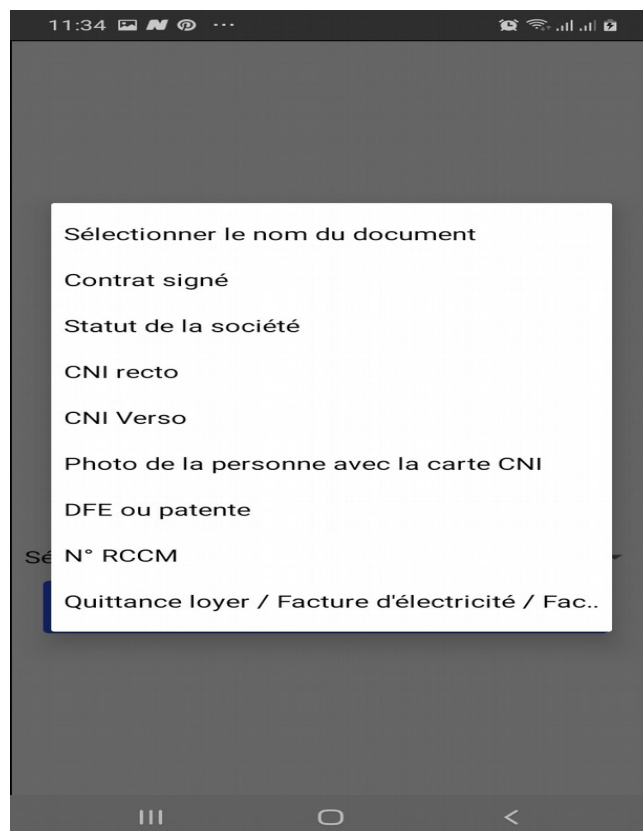 11:34
Sélectionner le nom du document
Contrat signé
Statut de la société
CNI recto
CNI Verso
Photo de la personne avec la carte CNI
DFE ou patente
Sé
N° RCCM
Quittance loyer / Facture d'électricité / Fac..